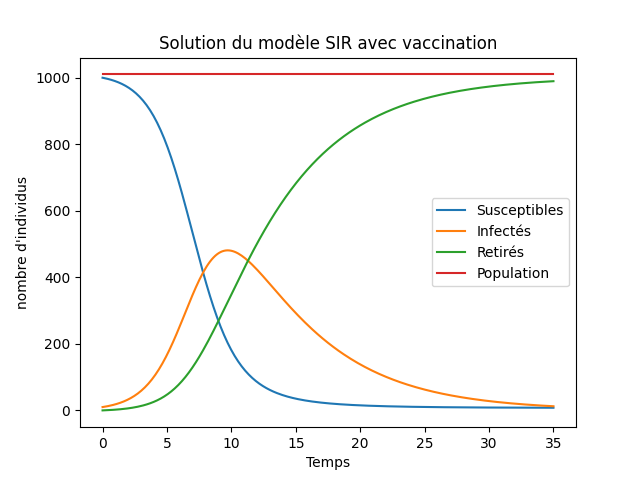 Solution du modèle SIR avec vaccination
nombre d'individus
1000
800
600
400
200
0
Susceptibles
Infectés
Retirés
Population
0 5 10 15 20 25 30 35
Temps